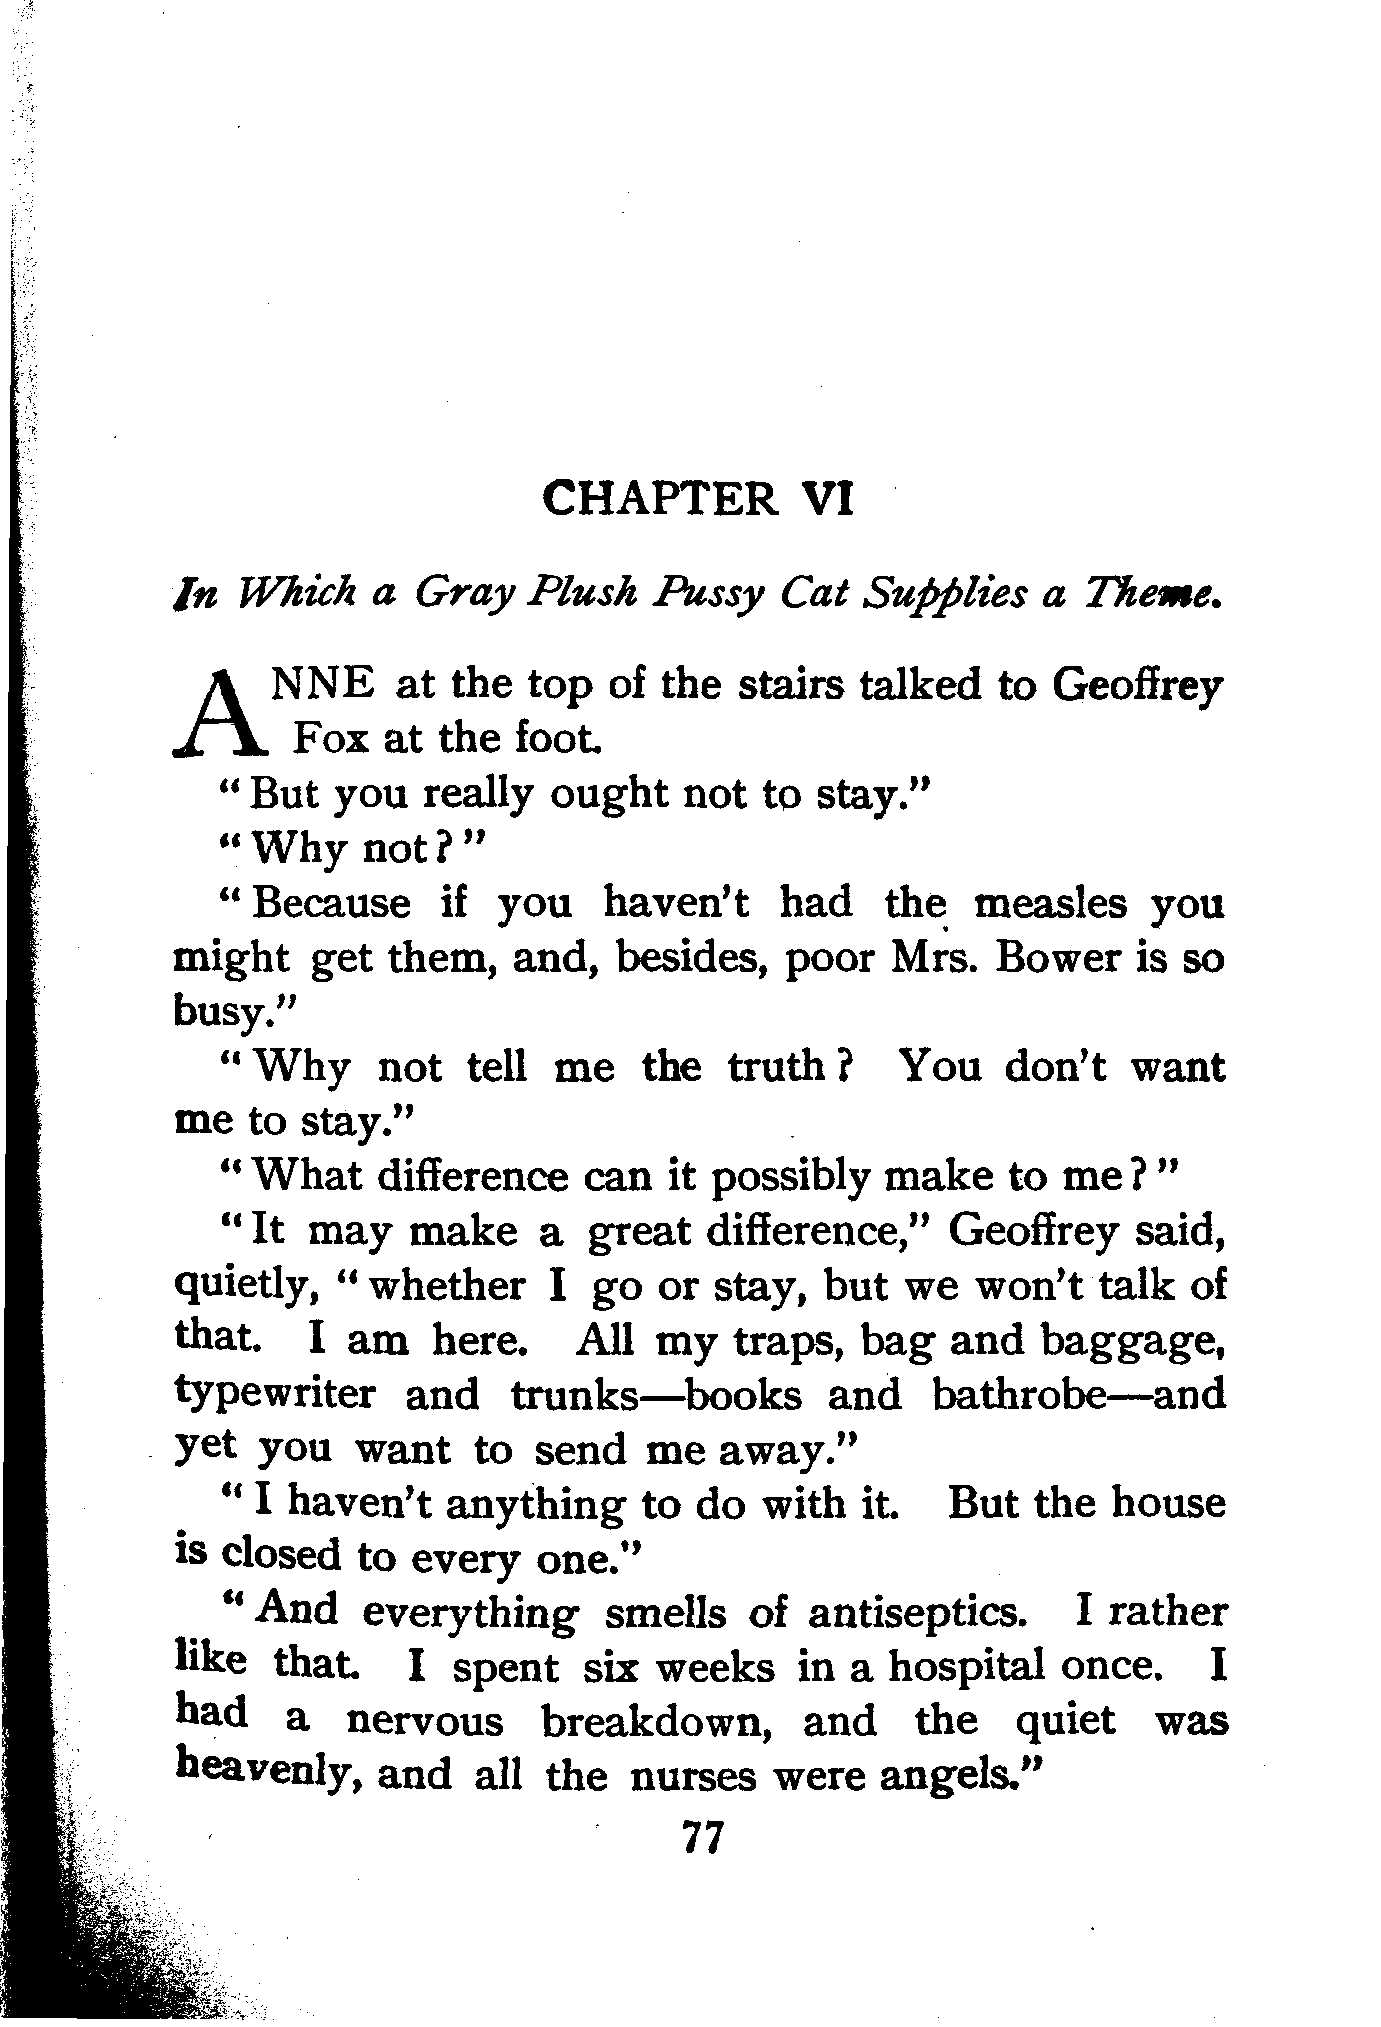 CHAPTER VI
In Which a Gray Plush Pussy Cat Supplies a Theme.
ANNE at the top of the stairs talked to Geoffrey
Fox at the foot.
"But you really ought not to stay."
"Why not?"
"Because if you haven't had the measles you
might get them, and, besides, poor Mrs. Bower is so
busy."
"Why not tell me the truth? You don't want
me to stay."
"What difference can it possibly make to me?"
"It may make a great difference," Geoffrey said,
quietly, "whether I go or stay, but we won't talk of
that. I am here. All my traps, bag and baggage,
typewriter and trunks—books and bathrobe—and
yet you want to send me away."
"I haven't anything to do with it. But the house
is closed to every one."
"And everything smells of antiseptics. I rather
like that. I spent six weeks in a hospital once. I
had a nervous breakdown, and the quiet was
heavenly, and all the nurses were angels."
77